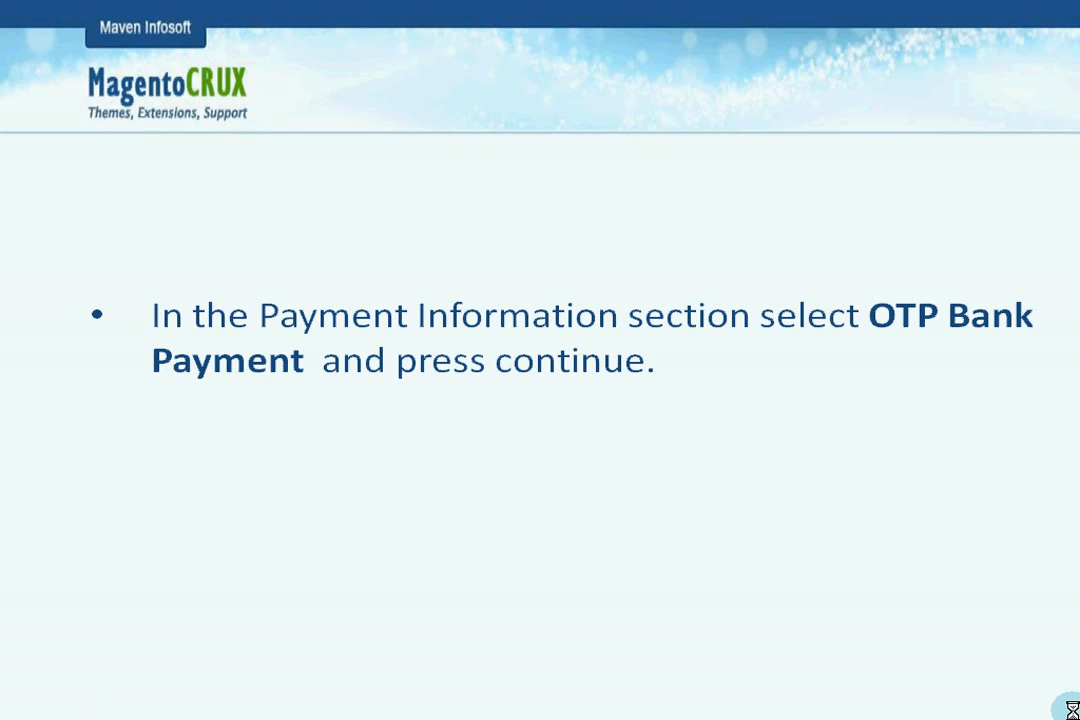 Maven Infosoft
MagentoCRUX
Themes, Extensions, Support
• In the Payment Information section select OTP Bank
Payment and press continue.